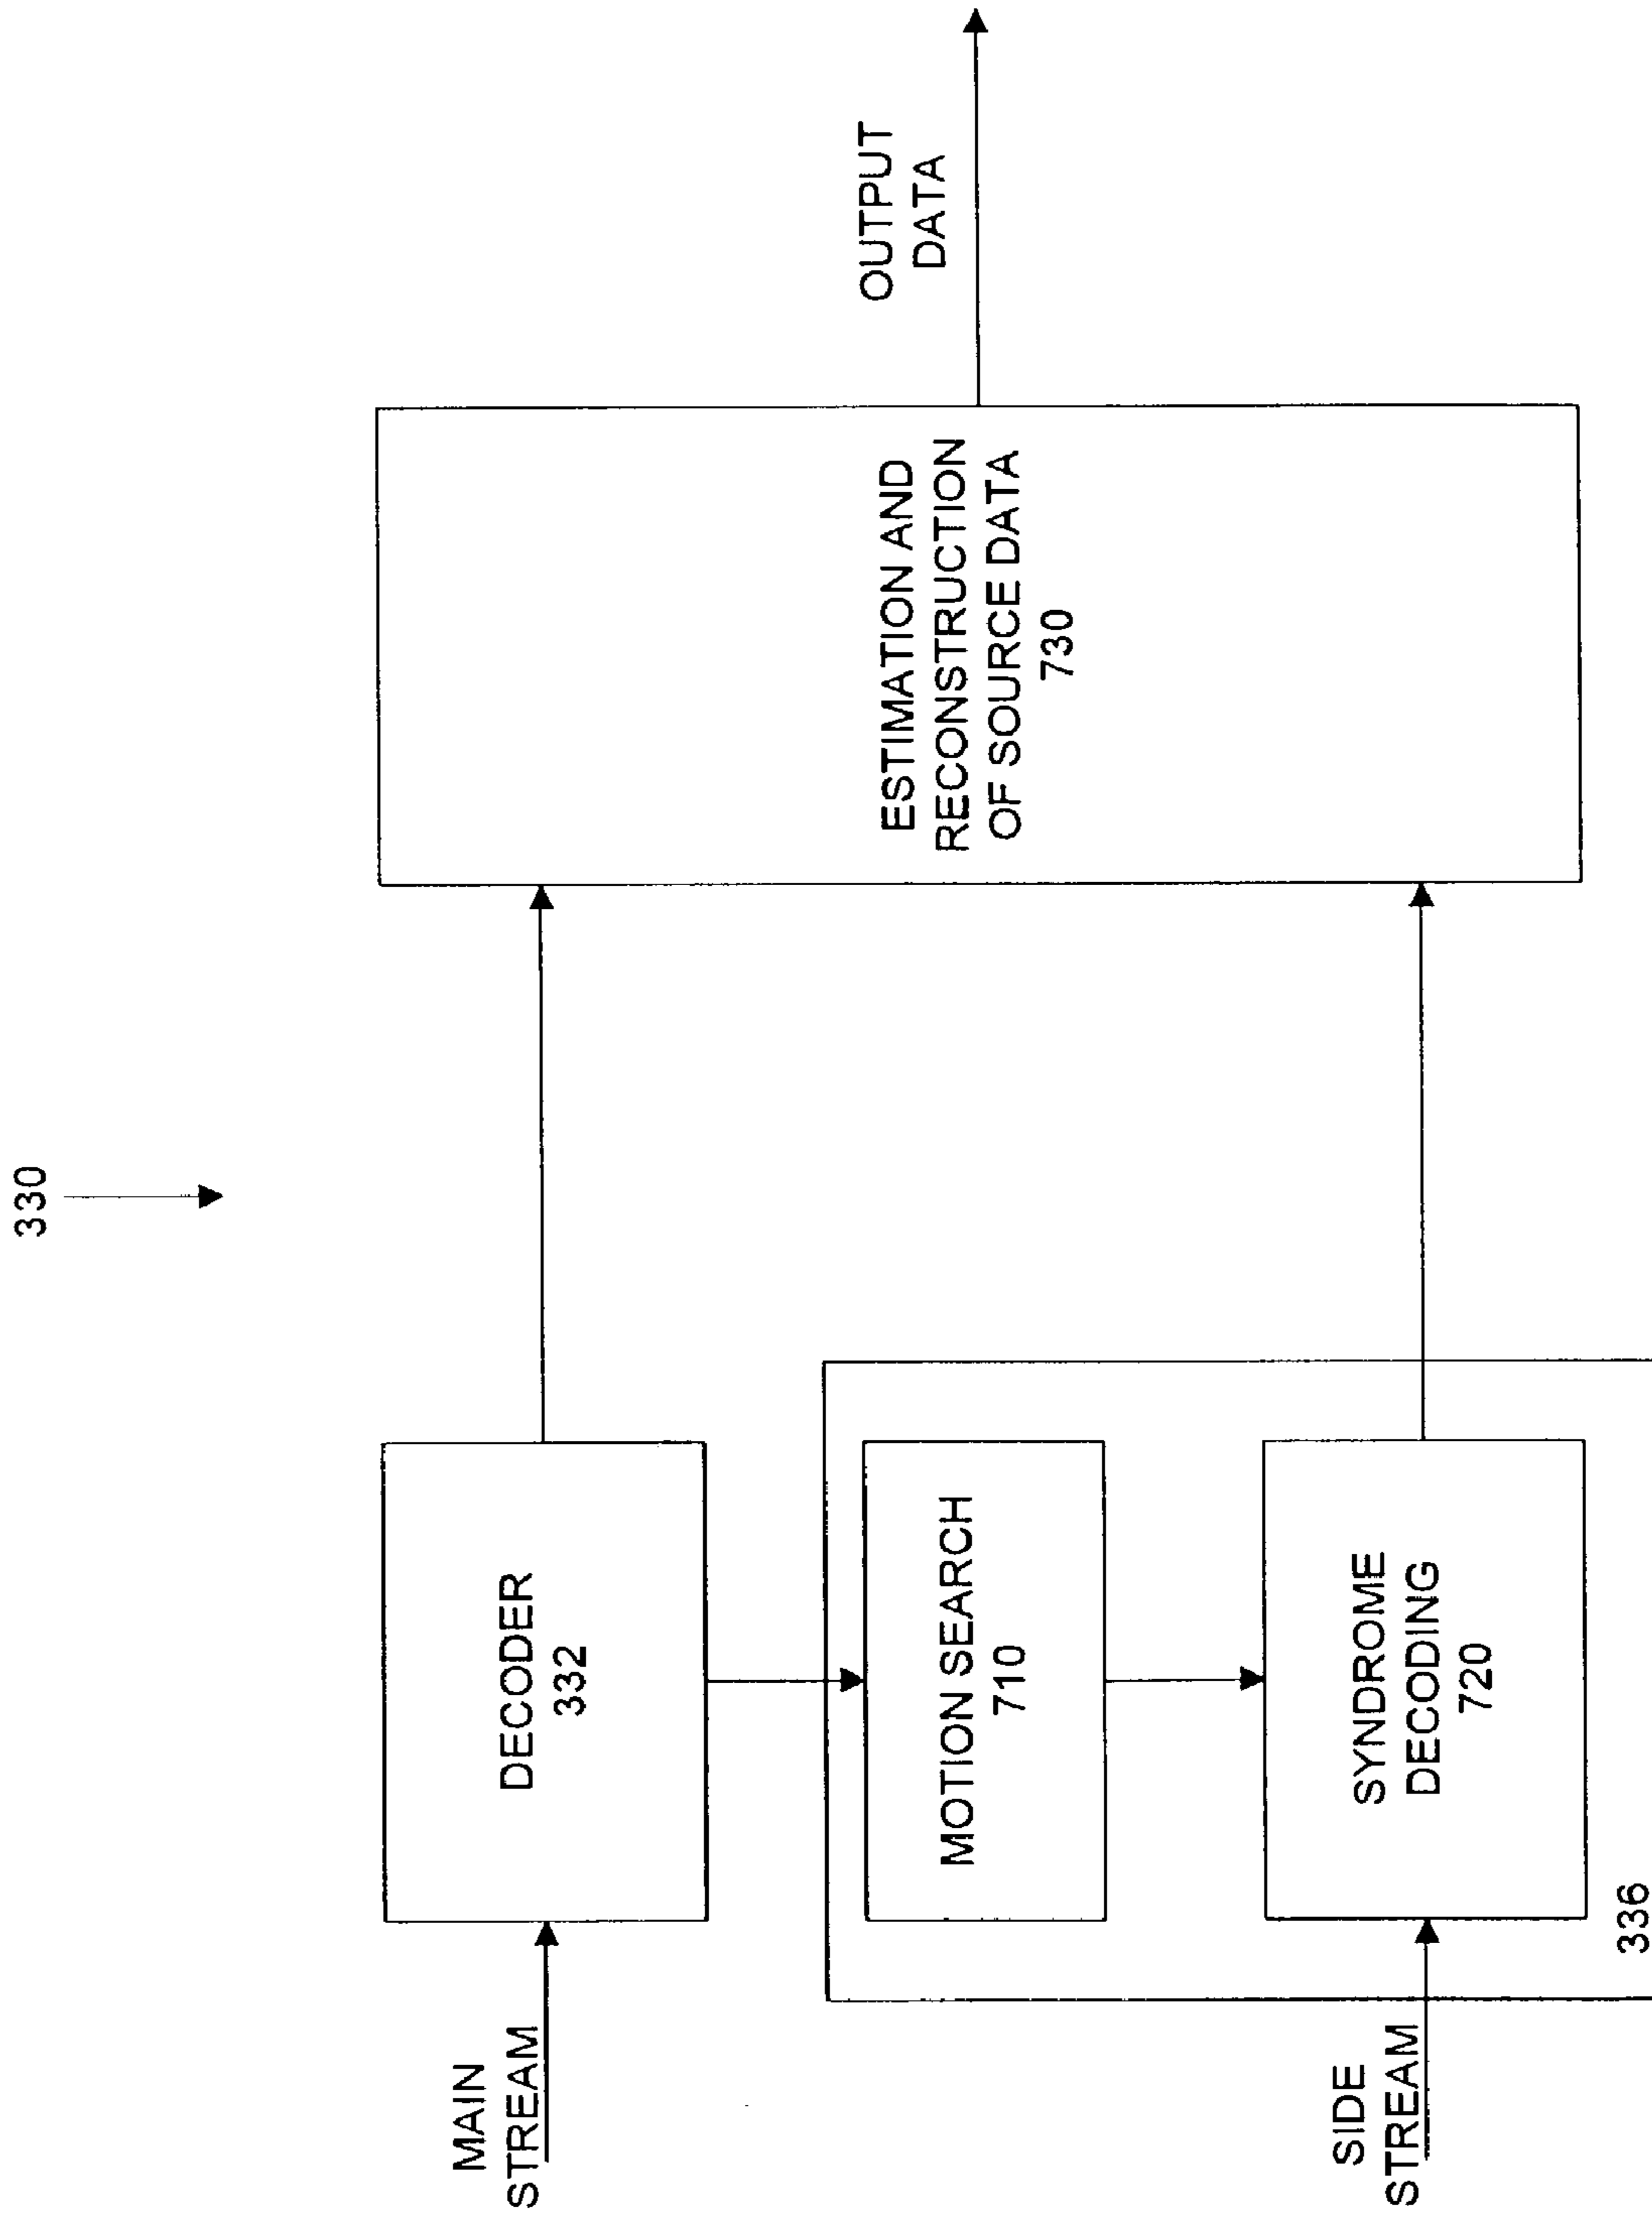 330
MAIN
STREAM
DECODER
332
MOTION SEARCH
710
SIDE
STREAM
SYNDROME
DECODING
720
336
ESTIMATION AND
RECONSTRUCTION
OF SOURCE DATA
730
OUTPUT
DATA